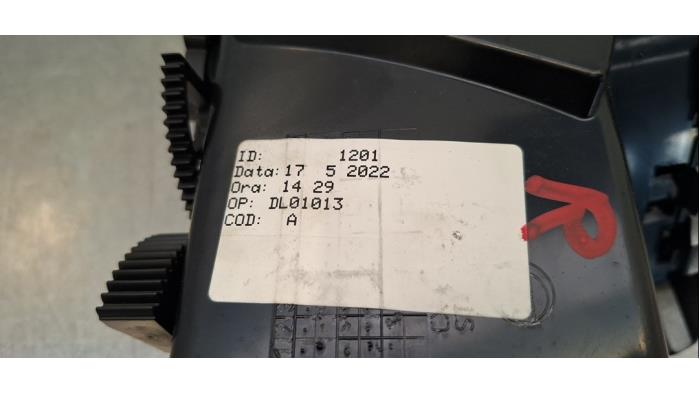 ID: 1201
Data:17 5 2022
Ora: 14 29
OP: DL01013
COD: A
R